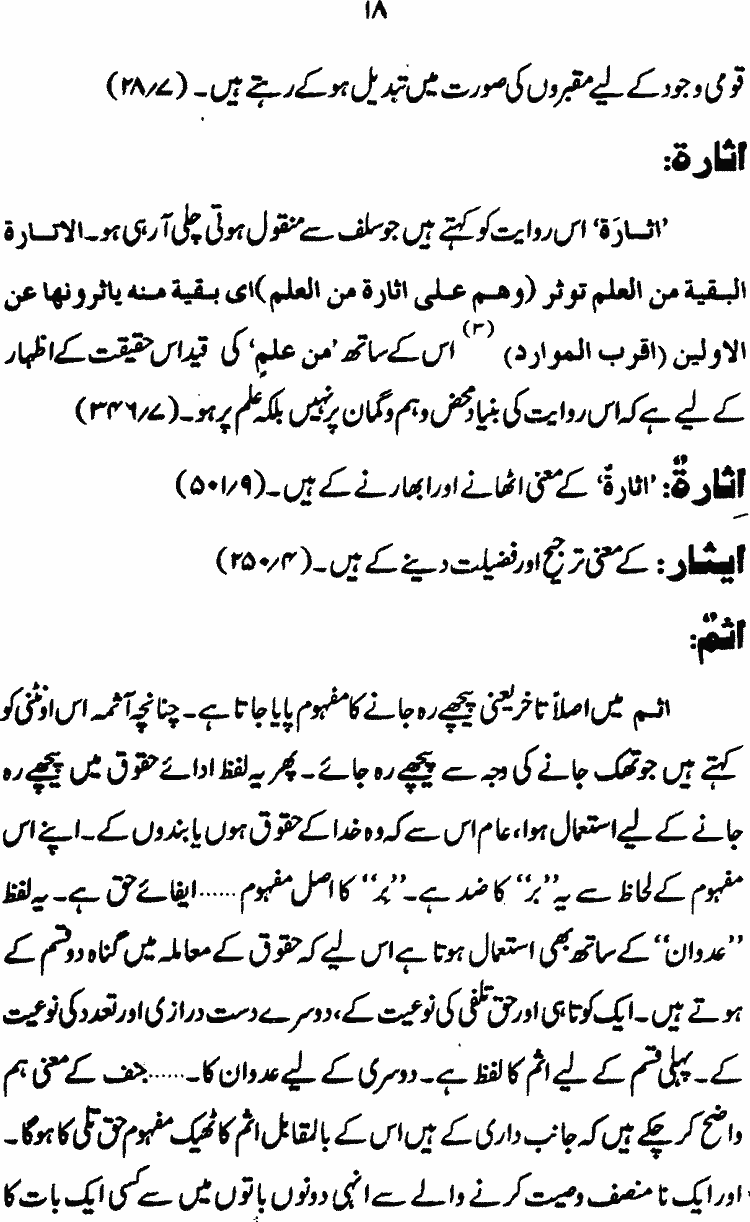 ۱۸
قومی وجود کے لیے مقبروں کی صورت میں تبدیل ہو کے رہتے ہیں۔ (۲۸/۷)
اثارة:
’اثارَة‘ اس روایت کو کہتے ہیں جو سلف سے منقول ہوتی چلی آرہی ہو۔ الاثارة
البقية من العلم توثر (وهم على اثارة من العلم) اى بقية منه ياثرونها عن
الاولين (اقرب الموارد) (۳) اس کے ساتھ ’من علمٍ‘ کی قید اس حقیقت کے اظہار
کے لیے ہے کہ اس روایت کی بنیاد محض وہم وگمان پر نہیں بلکہ علم پر ہو۔ (۳۴۶/۷)
اِثارةٌ: ’اثارةٌ‘ کے معنی اٹھانے اور ابھارنے کے ہیں۔ (۵۰۱/۹)
ایثار: کے معنی ترجیح اور فضیلت دینے کے ہیں۔ (۲۵۰/۴)
اثمٌ:
اثم میں اصلاً تاخر یعنی پیچھے رہ جانے کا مفہوم پایا جاتا ہے۔ چنانچہ آثمہ اس اونٹنی کو
کہتے ہیں جو تھک جانے کی وجہ سے پیچھے رہ جائے۔ پھر یہ لفظ ادائے حقوق میں پیچھے رہ
جانے کے لیے استعمال ہوا، عام اس سے کہ وہ خدا کے حقوق ہوں یا بندوں کے۔ اپنے اس
مفہوم کے لحاظ سے یہ ”بر“ کا ضد ہے۔ ”بر“ کا اصل مفہوم ...... ایفائے حق ہے۔ یہ لفظ
”عدوان“ کے ساتھ بھی استعمال ہوتا ہے اس لیے کہ حقوق کے معاملہ میں گناہ دو قسم کے
ہوتے ہیں۔ ایک کوتاہی اور حق تلفی کی نوعیت کے، دوسرے دست درازی اور تعدد کی نوعیت
کے۔ پہلی قسم کے لیے اثم کا لفظ ہے۔ دوسری کے لیے عدوان کا۔ ...... جنف کے معنی ہم
واضح کر چکے ہیں کہ جانب داری کے ہیں اس کے بالمقابل اثم کا ٹھیک مفہوم حق تلی کا ہوگا۔
اور ایک نا منصف وصیت کرنے والے سے انہی دونوں باتوں میں سے کسی ایک بات کا